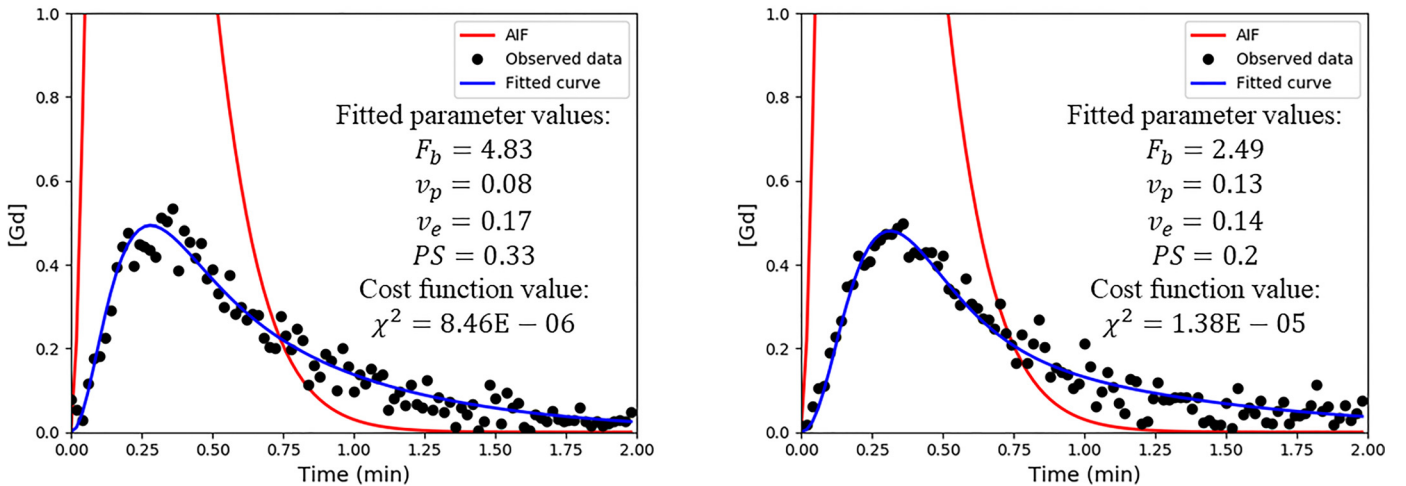 1.0
0.8
0.6
0.4
0.2
0.0
[Gd]
0.00 0.25 0.50 0.75 1.00 1.25 1.50 1.75 2.00
Time (min)
AIF
Observed data
Fitted curve
Fitted parameter values:
F_b = 4.83
v_p = 0.08
v_e = 0.17
PS = 0.33
Cost function value:
χ² = 8.46E − 06
1.0
0.8
0.6
0.4
0.2
0.0
[Gd]
0.00 0.25 0.50 0.75 1.00 1.25 1.50 1.75 2.00
Time (min)
AIF
Observed data
Fitted curve
Fitted parameter values:
F_b = 2.49
v_p = 0.13
v_e = 0.14
PS = 0.2
Cost function value:
χ² = 1.38E − 05